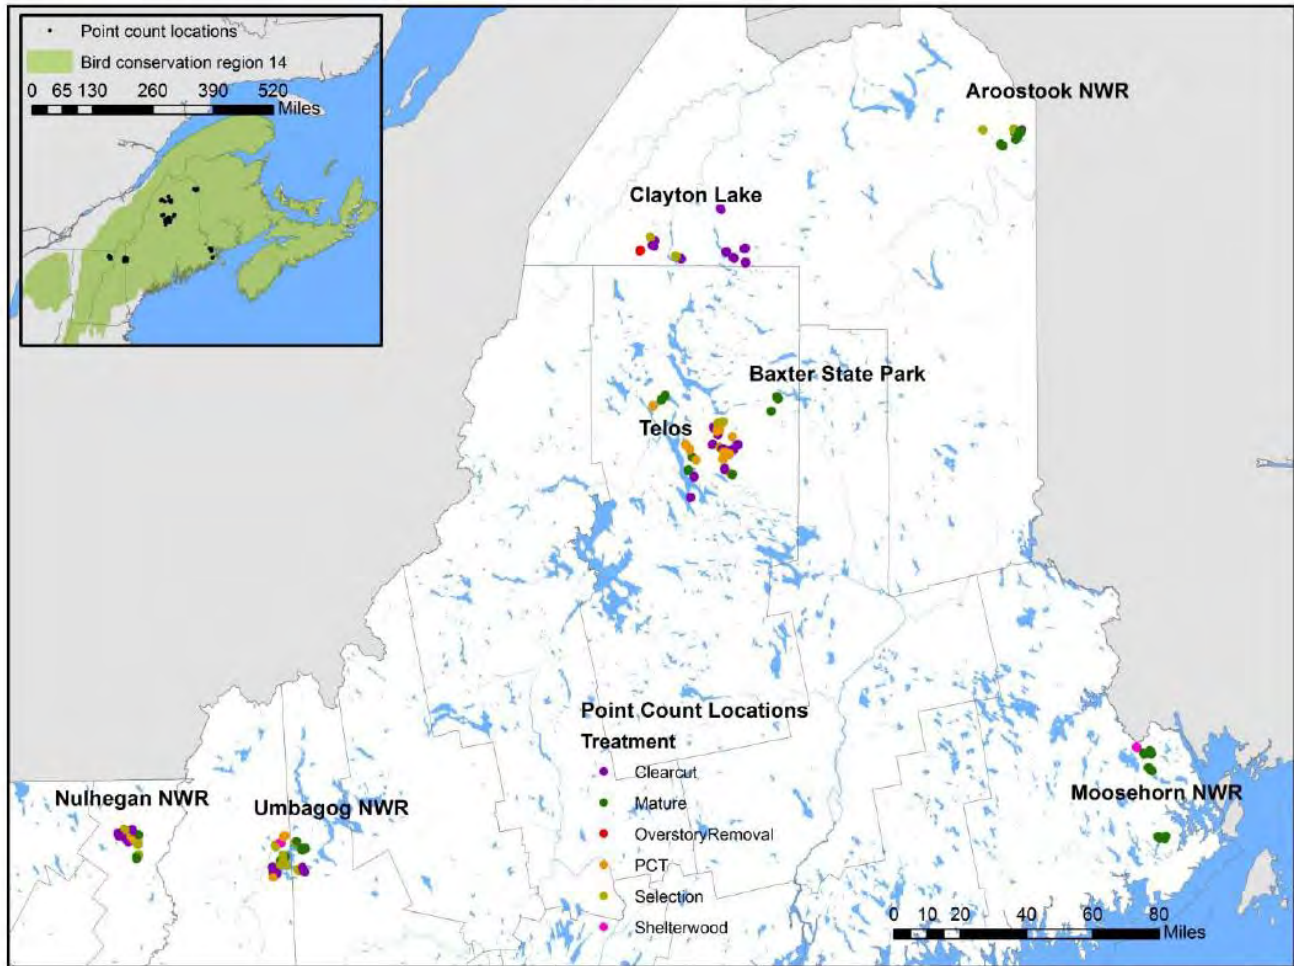 Point count locations
Bird conservation region 14
0 65 130 260 390 520
Miles
Aroostook NWR
Clayton Lake
Baxter State Park
Telos
Point Count Locations
Treatment
Clearcut
Mature
OverstoryRemoval
PCT
Selection
Shelterwood
Nulhegan NWR
Umbagog NWR
Moosehorn NWR
0 10 20 40 60 80
Miles